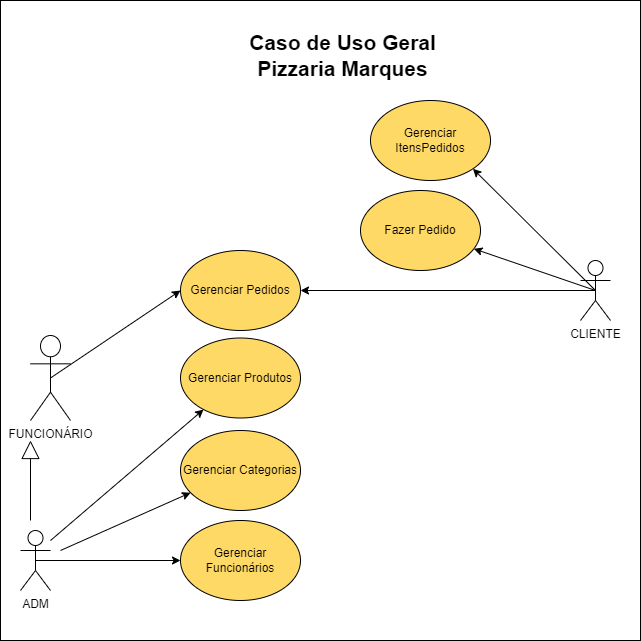 Caso de Uso Geral
Pizzaria Marques
Gerenciar
ItensPedidos
Fazer Pedido
Gerenciar Pedidos
CLIENTE
Gerenciar Produtos
FUNCIONÁRIO
Gerenciar Categorias
Gerenciar
Funcionários
ADM